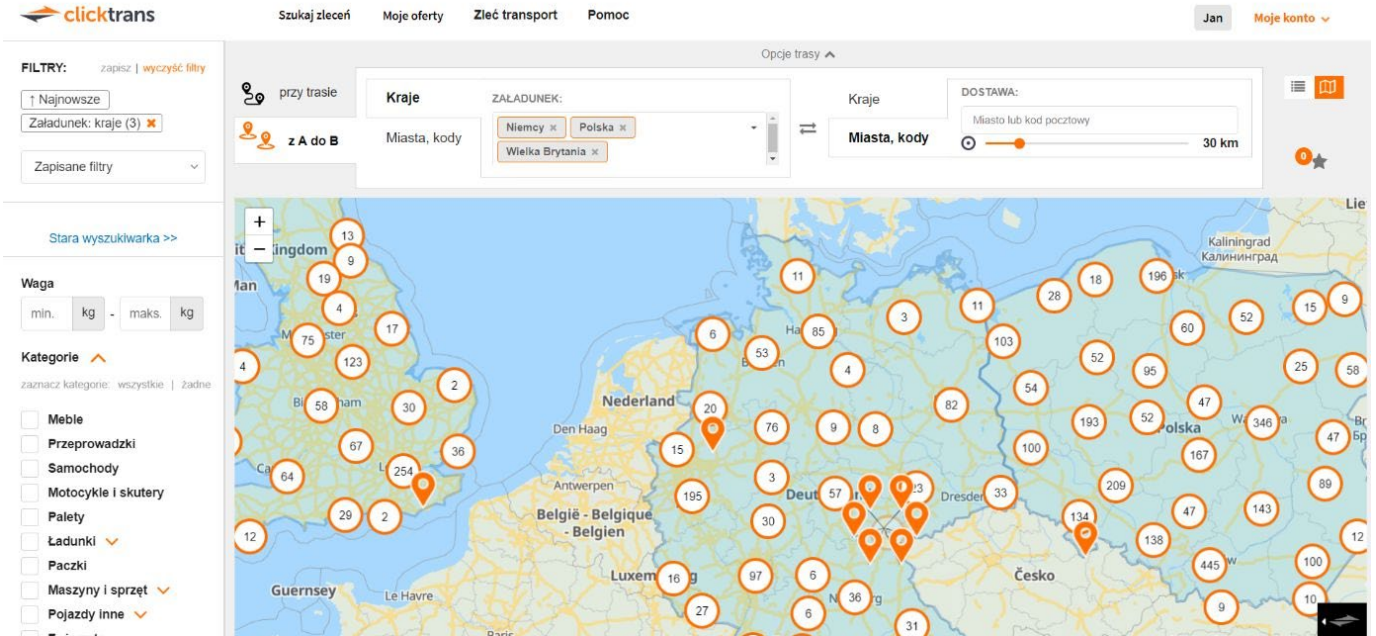 clicktrans
Szukaj zleceń
Moje oferty
Zleć transport
Pomoc
Jan
Moje konto
FILTRY:
zapisz | wyczyść filtry
↑ Najnowsze
Załadunek: kraje (3) ×
Zapisane filtry
Stara wyszukiwarka >>
Waga
min. kg - maks. kg
Kategorie
zaznacz kategorie: wszystkie | żadne
Meble
Przeprowadzki
Samochody
Motocykle i skutery
Palety
Ładunki
Paczki
Maszyny i sprzęt
Pojazdy inne
Opcje trasy
przy trasie
z A do B
Kraje
Miasta, kody
ZAŁADUNEK:
Niemcy ×
Polska ×
Wielka Brytania ×
Kraje
Miasta, kody
DOSTAWA:
Miasto lub kod pocztowy
30 km
0
+
−
ingdom
Man
13
9
19
4
75
17
123
4
2
58
30
67
36
64
254
29
2
12
Guernsey
Le Havre
Paris
Nederland
Den Haag
Antwerpen
België - Belgique
- Belgien
Luxem g
11
6
85
3
11
53
4
20
82
76
9
8
15
3
57
23
195
30
Deut
Dresden
33
16
97
6
27
6
36
31
Česko
Kaliningrad
Калининград
Lie
18
196
28
52
15
9
60
103
52
95
25
58
54
47
193
52
Polska
346
47
100
167
209
89
134
47
143
138
12
445
100
9
10